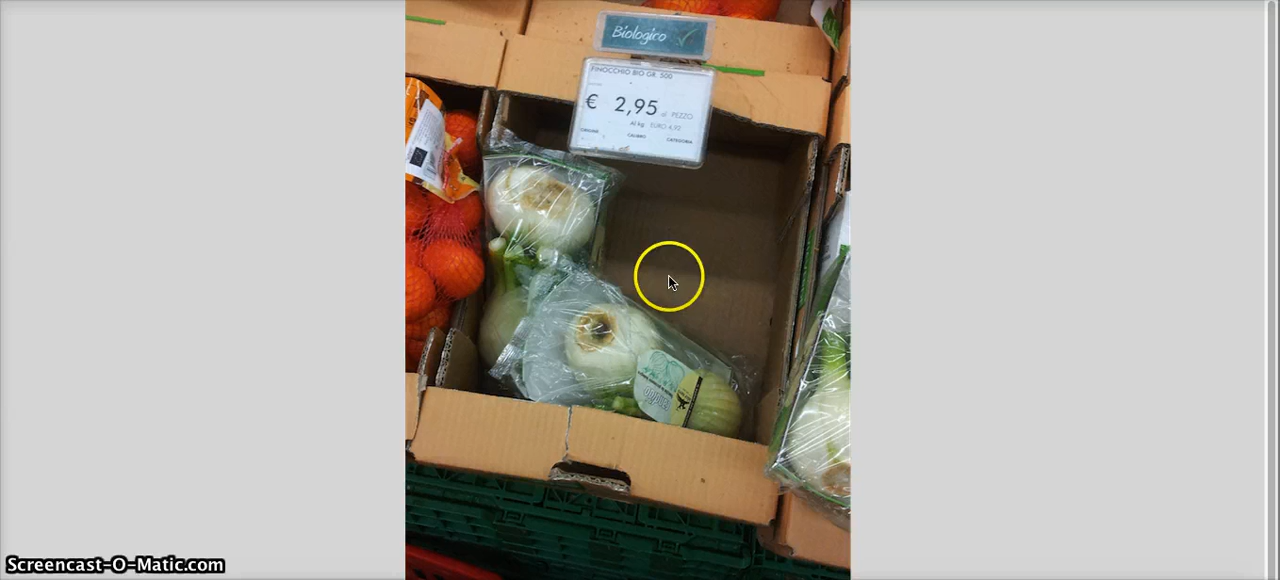 Biologico
FINOCCHIO BIO GR. 500
€ 2,95 al PEZZO
Al kg EURO 4,92
ORIGINE CALIBRO CATEGORIA
Screencast-O-Matic.com